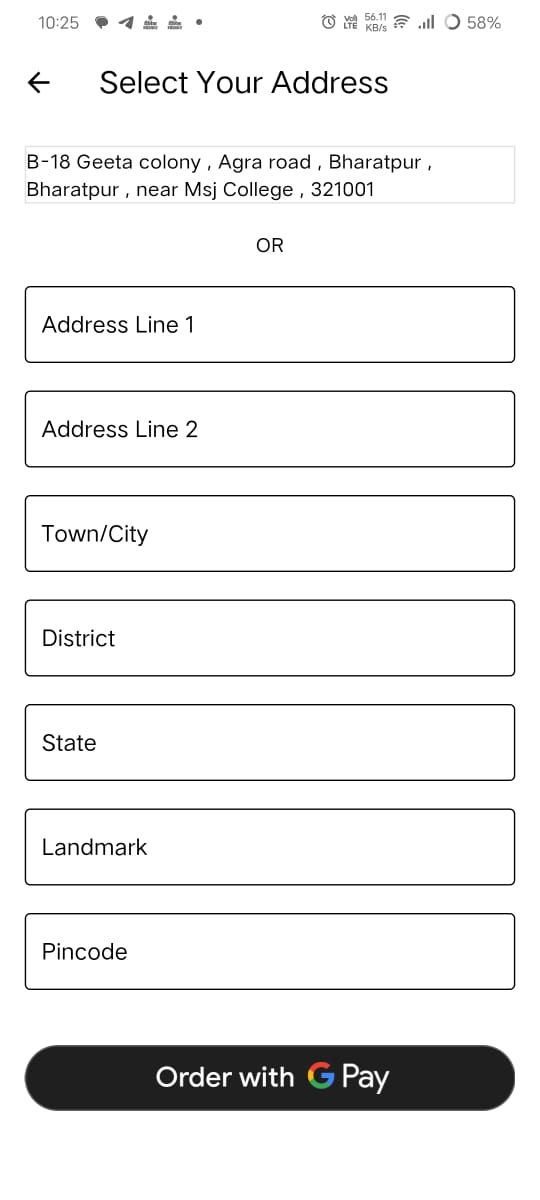 10:25
Vo) LTE 56.11 KB/s 58%
Select Your Address
B-18 Geeta colony , Agra road , Bharatpur ,
Bharatpur , near Msj College , 321001
OR
Address Line 1
Address Line 2
Town/City
District
State
Landmark
Pincode
Order with G Pay